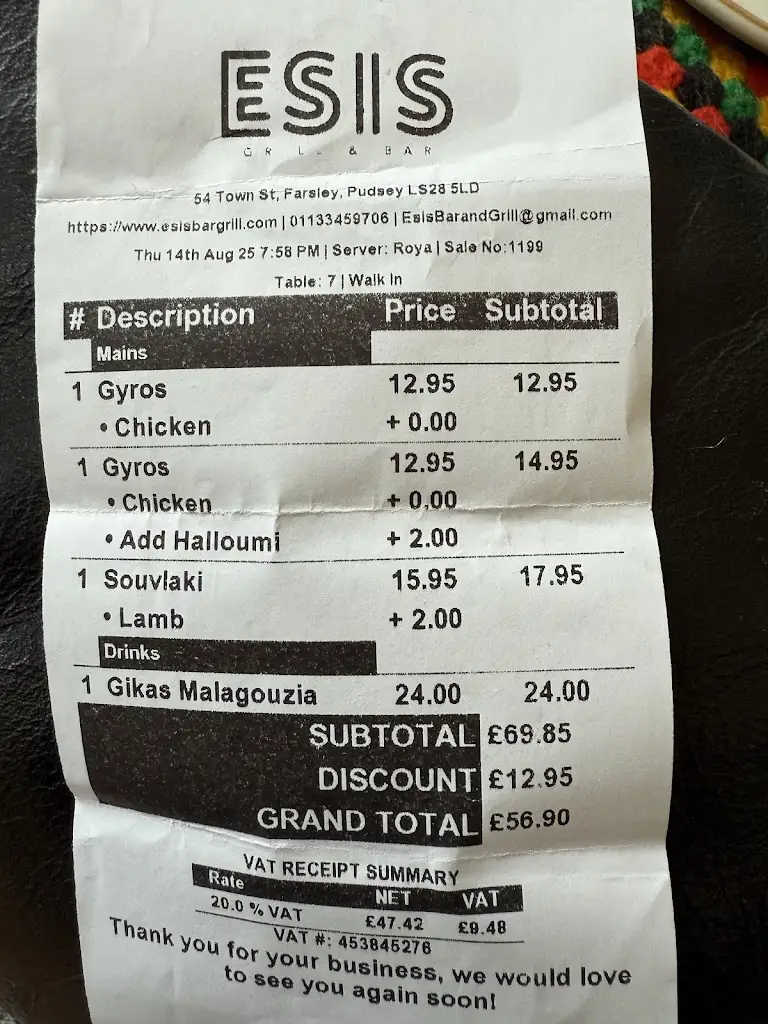 ESIS
GRILL & BAR
54 Town St, Farsley, Pudsey LS28 5LD
https://www.esisbargrill.com | 01133459706 | EsisBarandGrill@gmail.com
Thu 14th Aug 25 7:58 PM | Server: Roya | Sale No:1199
Table: 7 | Walk In
# Description Price Subtotal
Mains
1 Gyros 12.95 12.95
• Chicken + 0.00
1 Gyros 12.95 14.95
• Chicken + 0.00
• Add Halloumi + 2.00
1 Souvlaki 15.95 17.95
• Lamb + 2.00
Drinks
1 Gikas Malagouzia 24.00 24.00
SUBTOTAL £69.85
DISCOUNT £12.95
GRAND TOTAL £56.90
VAT RECEIPT SUMMARY
Rate NET VAT
20.0 % VAT £47.42 £9.48
VAT #: 453845276
Thank you for your business, we would love
to see you again soon!